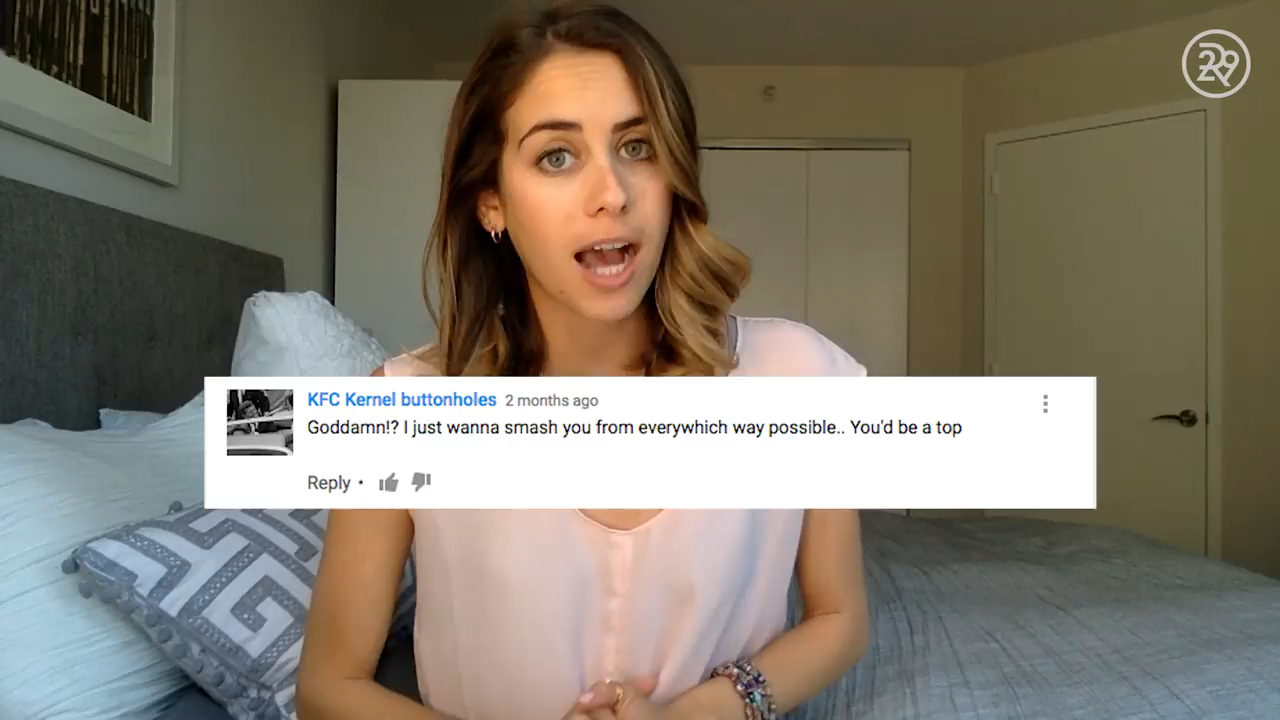 R29
KFC Kernel buttonholes 2 months ago
Goddamn!? I just wanna smash you from everywhich way possible.. You'd be a top
Reply •